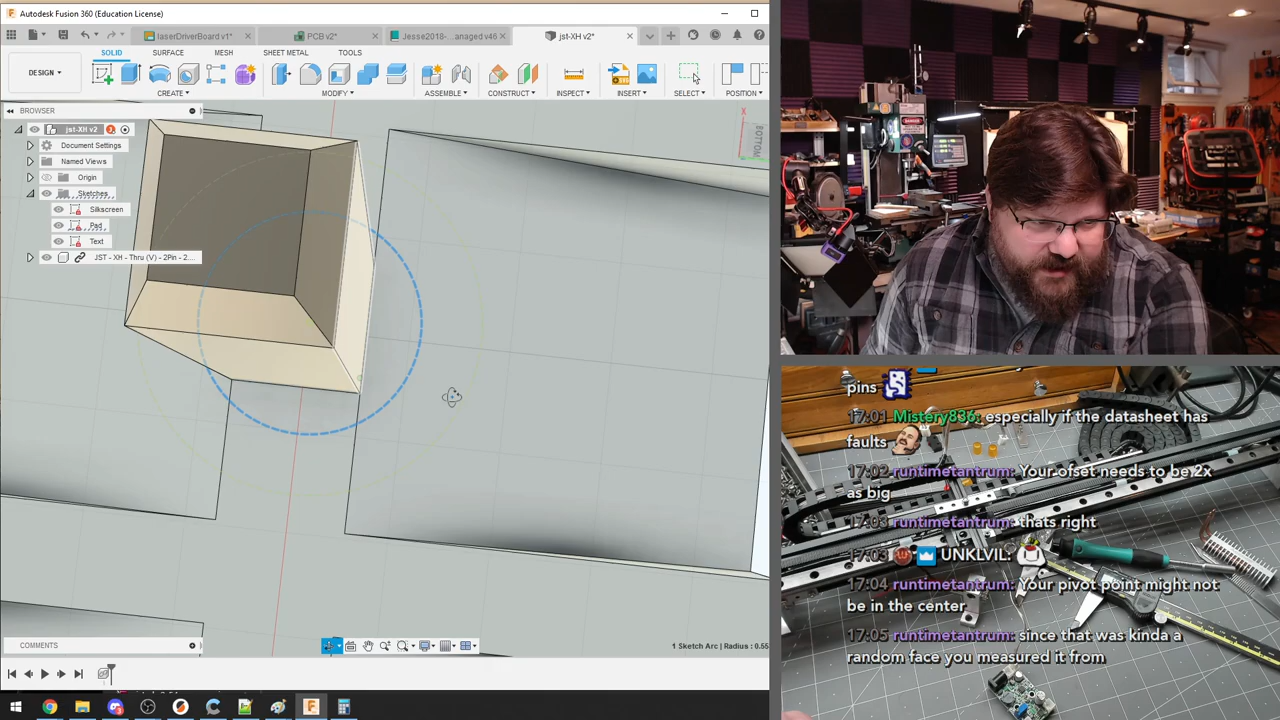 Autodesk Fusion 360 (Education License)
laserDriverBoard v1*
PCB v2*
Jesse2018-...anaged v46
jst-XH v2*
SOLID
SURFACE
MESH
SHEET METAL
TOOLS
DESIGN
CREATE
MODIFY
ASSEMBLE
CONSTRUCT
INSPECT
INSERT
SELECT
POSITION
BROWSER
jst-XH v2
2
Document Settings
Named Views
Origin
Sketches
Silkscreen
Pad
Text
JST - XH - Thru (V) - 2Pin - 2....
BOTTOM
X
COMMENTS
1 Sketch Arc | Radius : 0.55
pins
17:01 Mistery836: especially if the datasheet has
faults
17:02 runtimetantrum: Your ofset needs to be 2x
as big
17:03 runtimetantrum: thats right
17:03 UNKLVIL:
17:04 runtimetantrum: Your pivot point might not
be in the center
17:05 runtimetantrum: since that was kinda a
random face you measured it from